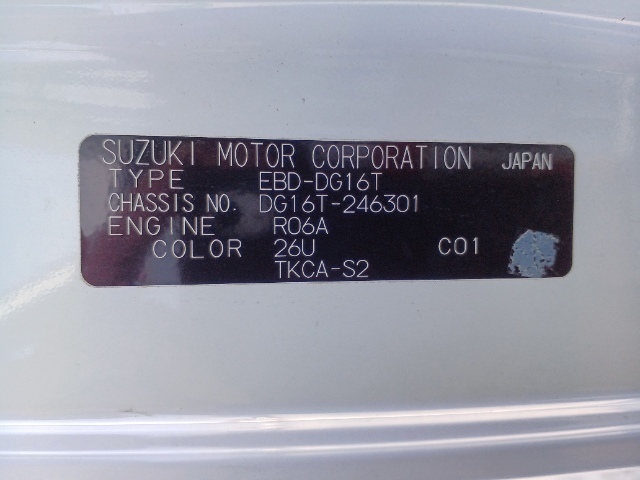 SUZUKI MOTOR CORPORATION JAPAN
TYPE EBD-DG16T
CHASSIS NO. DG16T-246301
ENGINE R06A
COLOR 26U C01
TKCA-S2